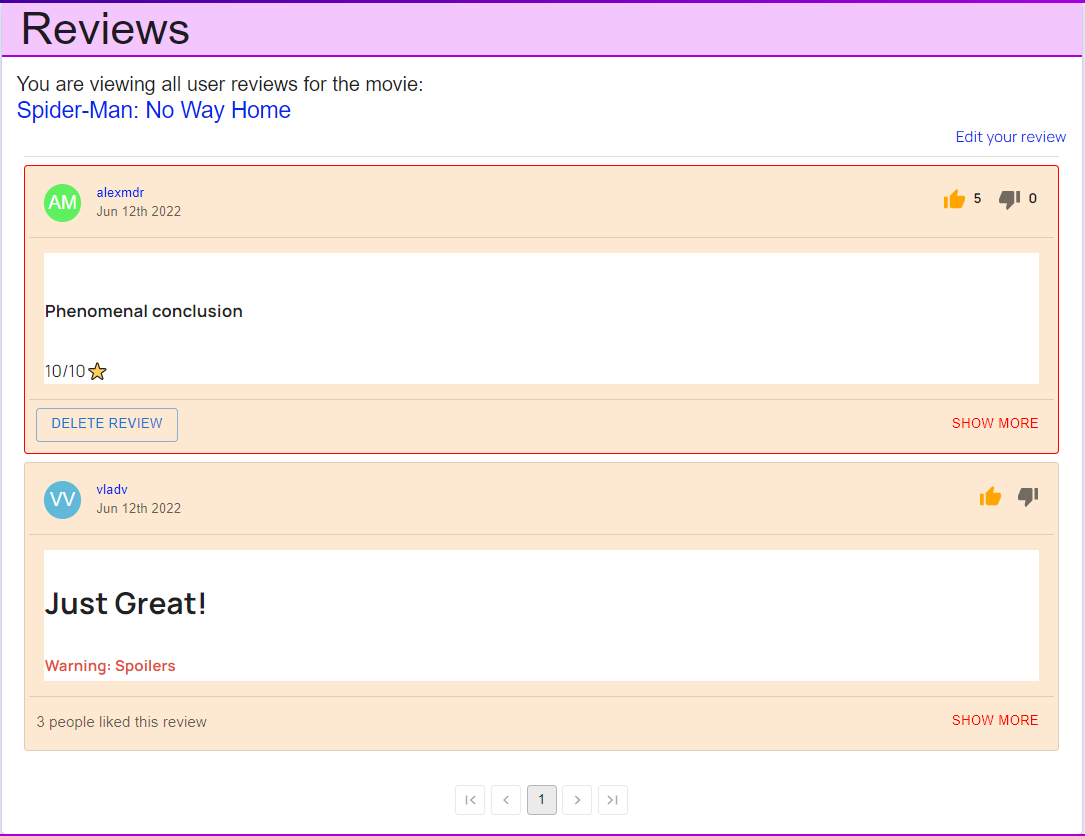 Reviews
You are viewing all user reviews for the movie:
Spider-Man: No Way Home
Edit your review
AM
alexmdr
Jun 12th 2022
5
0
Phenomenal conclusion
10/10⭐
DELETE REVIEW
SHOW MORE
VV
vladv
Jun 12th 2022
Just Great!
Warning: Spoilers
3 people liked this review
SHOW MORE
1